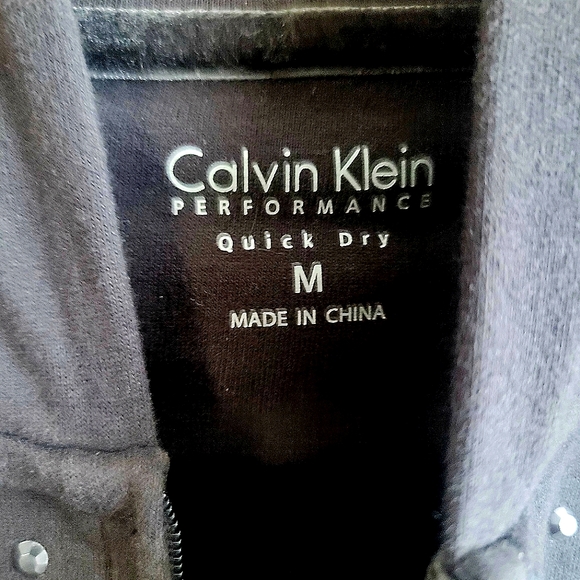 Calvin Klein
PERFORMANCE
Quick Dry
M
MADE IN CHINA